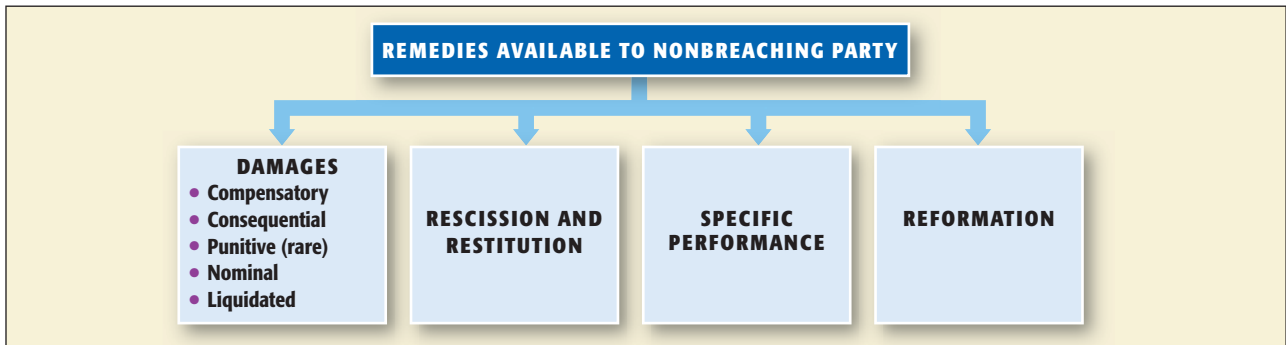 REMEDIES AVAILABLE TO NONBREACHING PARTY
DAMAGES
• Compensatory
• Consequential
• Punitive (rare)
• Nominal
• Liquidated
RESCISSION AND
RESTITUTION
SPECIFIC
PERFORMANCE
REFORMATION